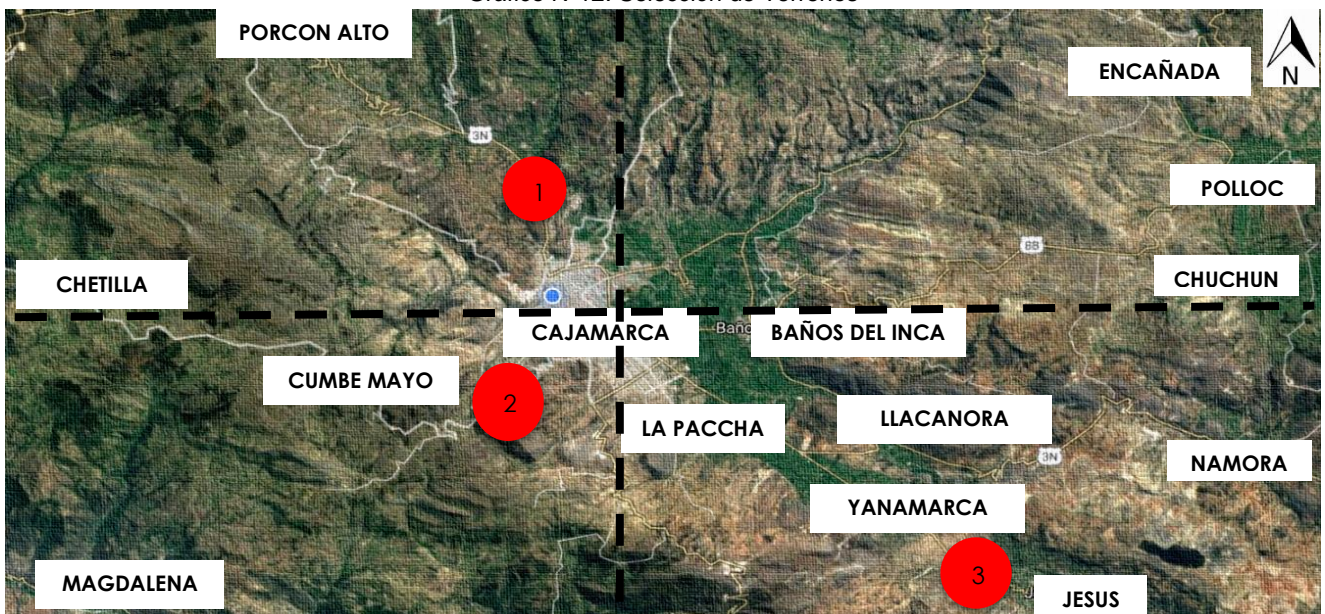 PORCON ALTO
ENCAÑADA
N
3N
1
POLLOC
8B
CHETILLA
CHUCHUN
CAJAMARCA
Baño
BAÑOS DEL INCA
CUMBE MAYO
2
LA PACCHA
LLACANORA
3N
NAMORA
YANAMARCA
3
MAGDALENA
JESUS